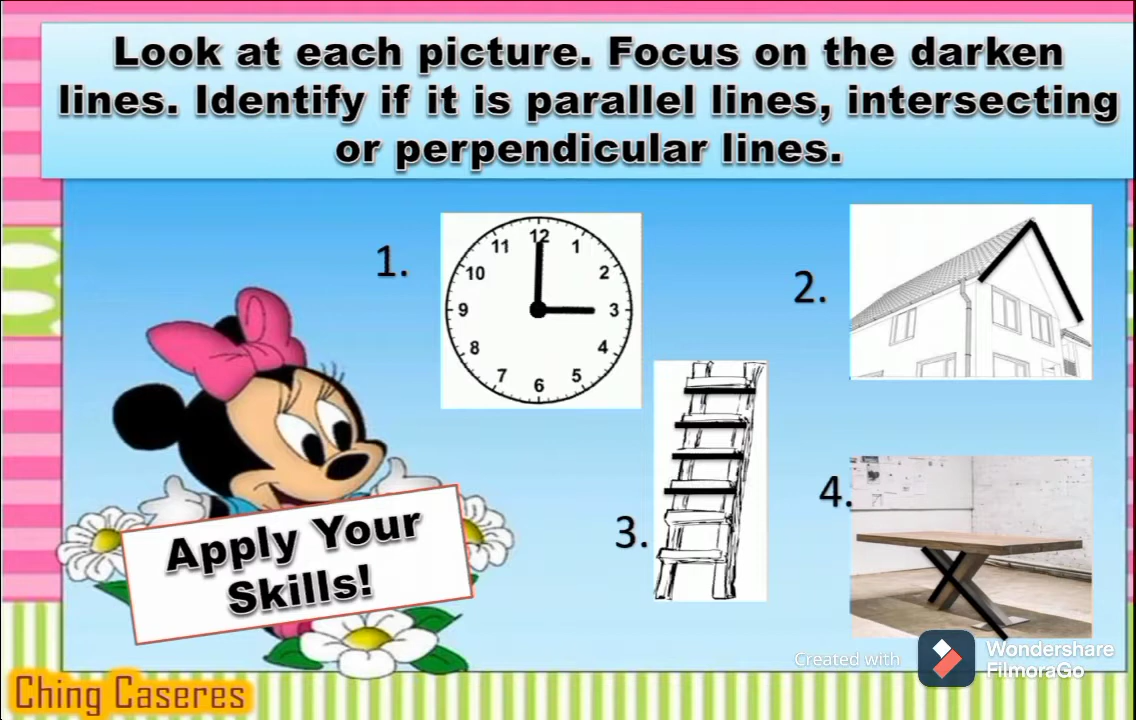 Look at each picture. Focus on the darken
lines. Identify if it is parallel lines, intersecting
or perpendicular lines.
1.
12
11
1
10
2
9
3
8
4
7
5
6
2.
3.
4.
Apply Your
Skills!
Created with
Wondershare
FilmoraGo
Ching Caseres